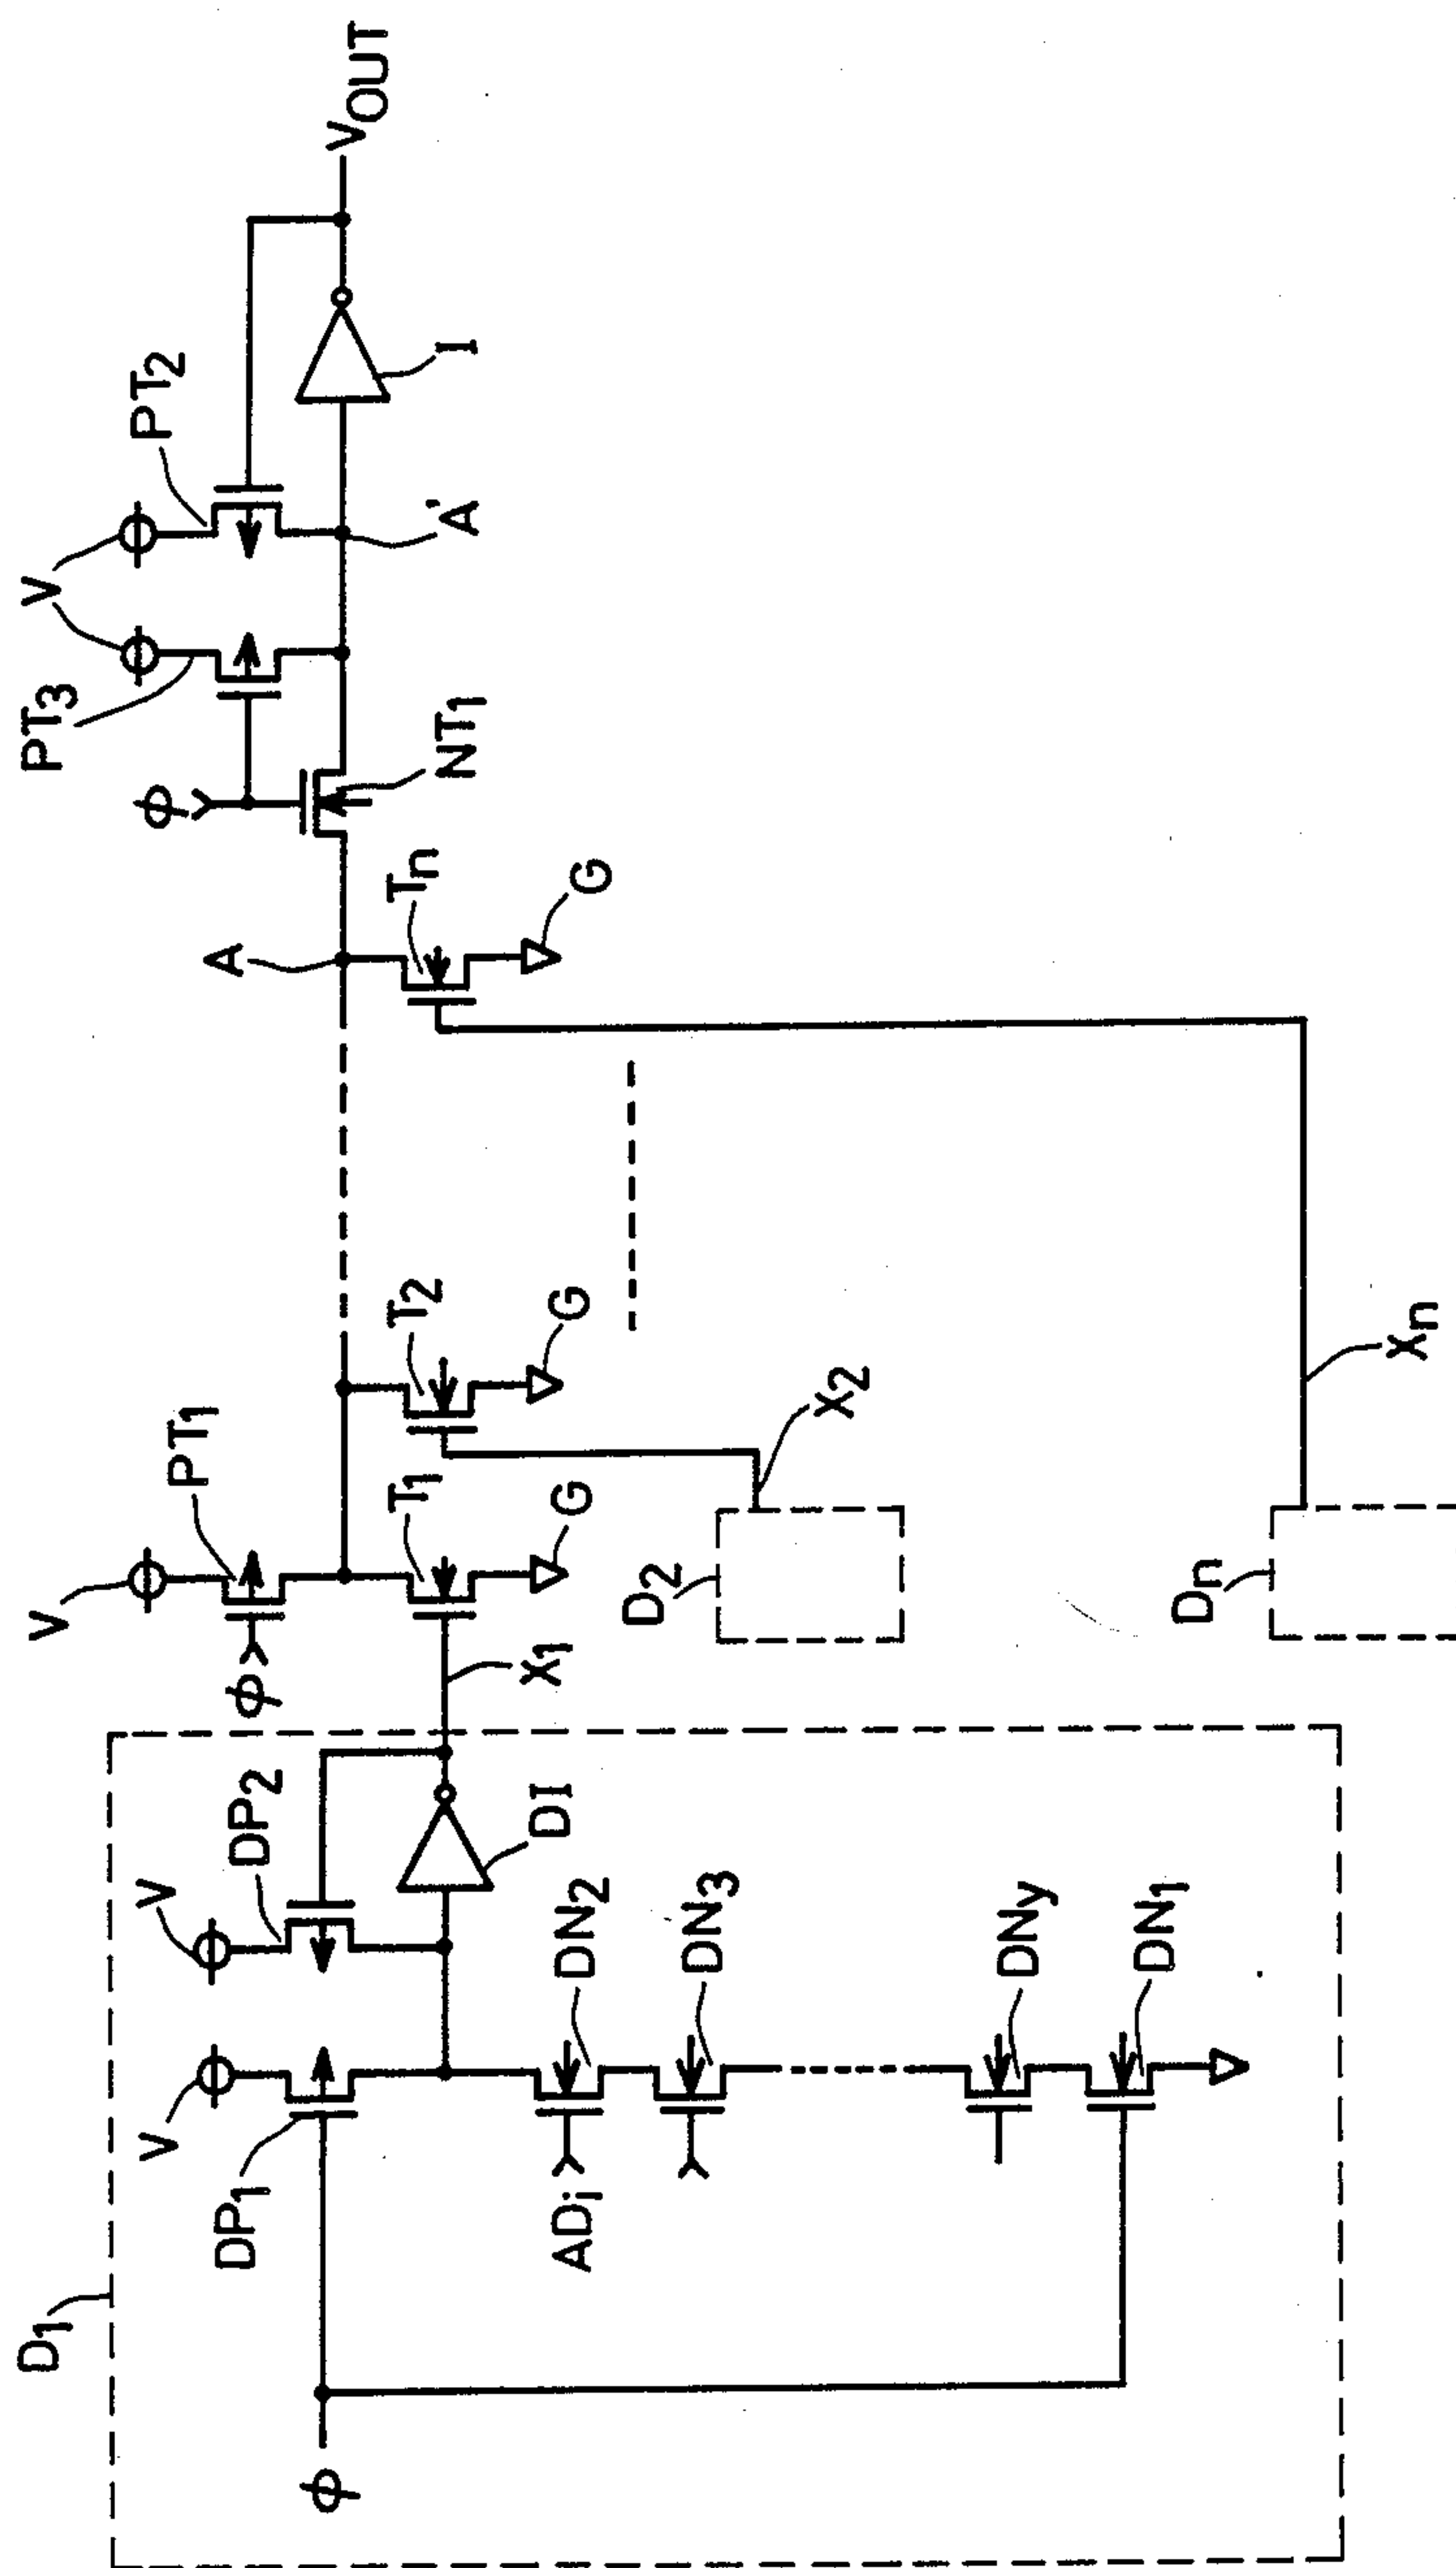 D₁
ϕ
DP₁
V
DP₂
V
DI
ADᵢ
DN₂
DN₃
DNy
DN₁
X₁
ϕ
V
PT₁
T₁
G
T₂
G
D₂
X₂
Dₙ
Xₙ
A
Tₙ
G
ϕ
NT₁
PT₃
V
PT₂
A'
I
V_OUT